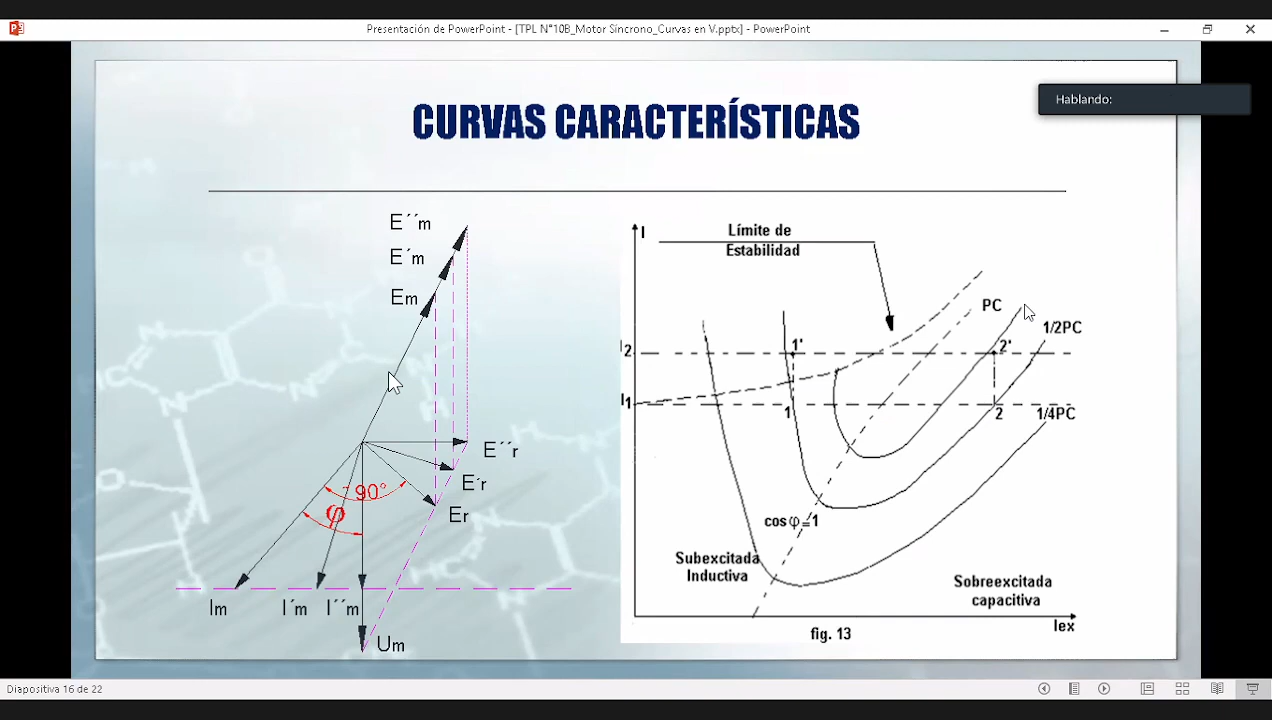 Presentación de PowerPoint - [TPL N°10B_Motor Síncrono_Curvas en V.pptx] - PowerPoint
Hablando:
CURVAS CARACTERÍSTICAS
E´´m
E´m
Em
E´´r
E´r
Er
90°
φ
Im
I´m
I´´m
Um
I
Límite de
Estabilidad
PC
1/2PC
1/4PC
I2
I1
1'
2'
1
2
cos φ=1
Subexcitada
Inductiva
Sobreexcitada
capacitiva
Iex
fig. 13
Diapositiva 16 de 22